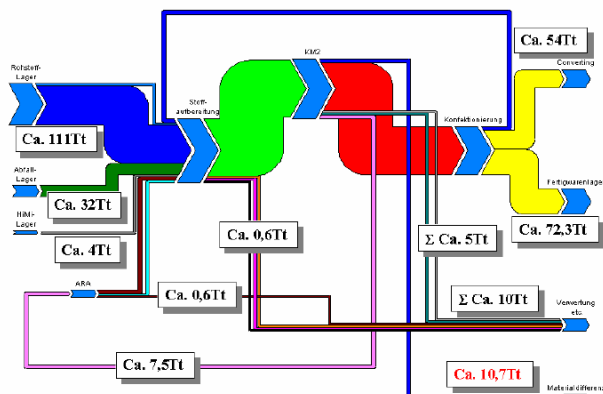 Ca. 54Tt
KM2
Rohstoff-
Lager
Converting
Stoff-
aufbereitung
Konfektionierung
Ca. 111Tt
Abfall-
Lager
Fertigwarenlager
Ca. 32Tt
HiMi-
Lager
Ca. 4Tt
Ca. 0,6Tt
Σ Ca. 5Tt
Ca. 72,3Tt
ARA
Ca. 0,6Tt
Σ Ca. 10Tt
Verwertung
etc.
Ca. 7,5Tt
Ca. 10,7Tt
Materialdifferenz